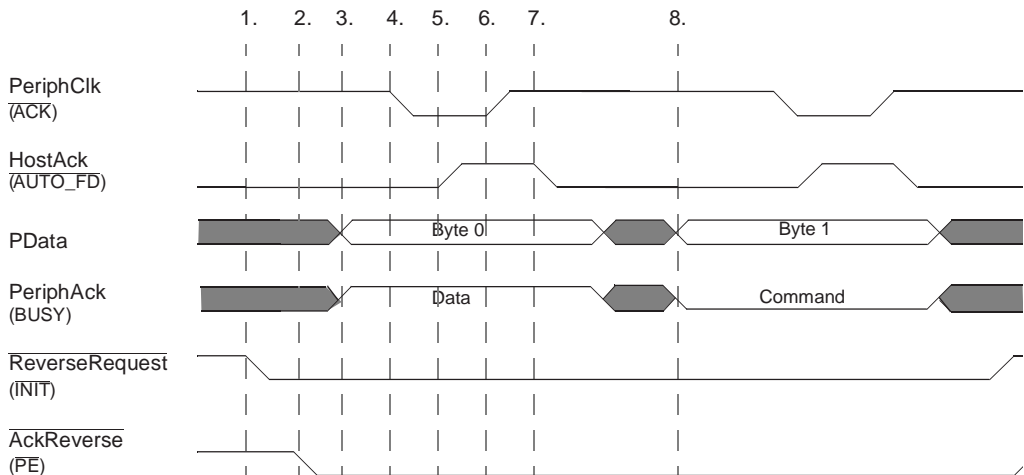 1. 2. 3. 4. 5. 6. 7. 8.
PeriphClk
(ACK)
HostAck
(AUTO_FD)
PData
Byte 0
Byte 1
PeriphAck
(BUSY)
Data
Command
ReverseRequest
(INIT)
AckReverse
(PE)